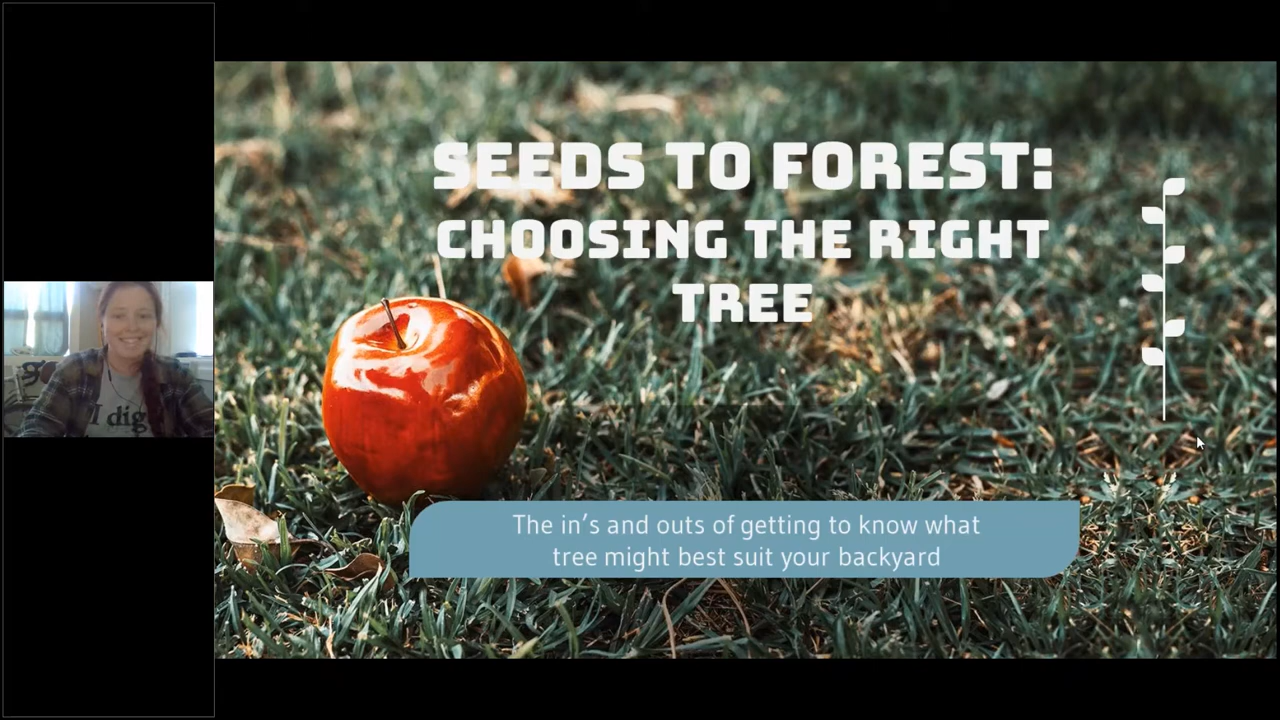 SEEDS TO FOREST:
CHOOSING THE RIGHT
TREE
The in’s and outs of getting to know what
tree might best suit your backyard
I dig